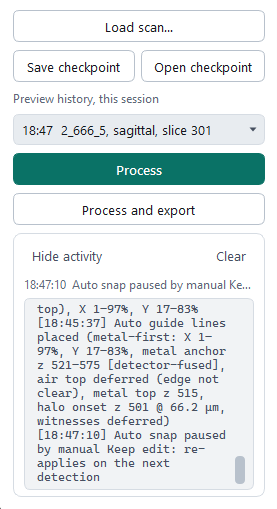 Load scan...
Save checkpoint
Open checkpoint
Preview history, this session
18:47 2_666_5, sagittal, slice 301
Process
Process and export
Hide activity
Clear
18:47:10 Auto snap paused by manual Ke...
top), X 1–97%, Y 17–83%
[18:45:37] Auto guide lines
placed (metal-first: X 1–
97%, Y 17–83%, metal anchor
z 521–575 [detector-fused],
air top deferred (edge not
clear), metal top z 515,
halo onset z 501 @ 66.2 µm,
witnesses deferred)
[18:47:10] Auto snap paused
by manual Keep edit: re-
applies on the next
detection